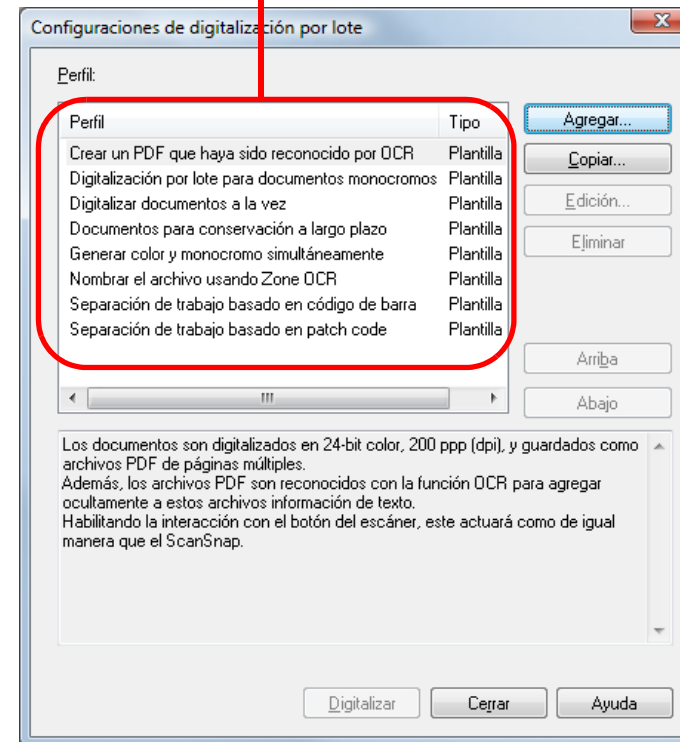 Configuraciones de digitalización por lote
Perfil:
Perfil Tipo
Crear un PDF que haya sido reconocido por OCR Plantilla
Digitalización por lote para documentos monocromos Plantilla
Digitalizar documentos a la vez Plantilla
Documentos para conservación a largo plazo Plantilla
Generar color y monocromo simultáneamente Plantilla
Nombrar el archivo usando Zone OCR Plantilla
Separación de trabajo basado en código de barra Plantilla
Separación de trabajo basado en patch code Plantilla
Agregar...
Copiar...
Edición...
Eliminar
Arriba
Abajo
Los documentos son digitalizados en 24-bit color, 200 ppp (dpi), y guardados como
archivos PDF de páginas múltiples.
Además, los archivos PDF son reconocidos con la función OCR para agregar
ocultamente a estos archivos información de texto.
Habilitando la interacción con el botón del escáner, este actuará como de igual
manera que el ScanSnap.
Digitalizar Cerrar Ayuda